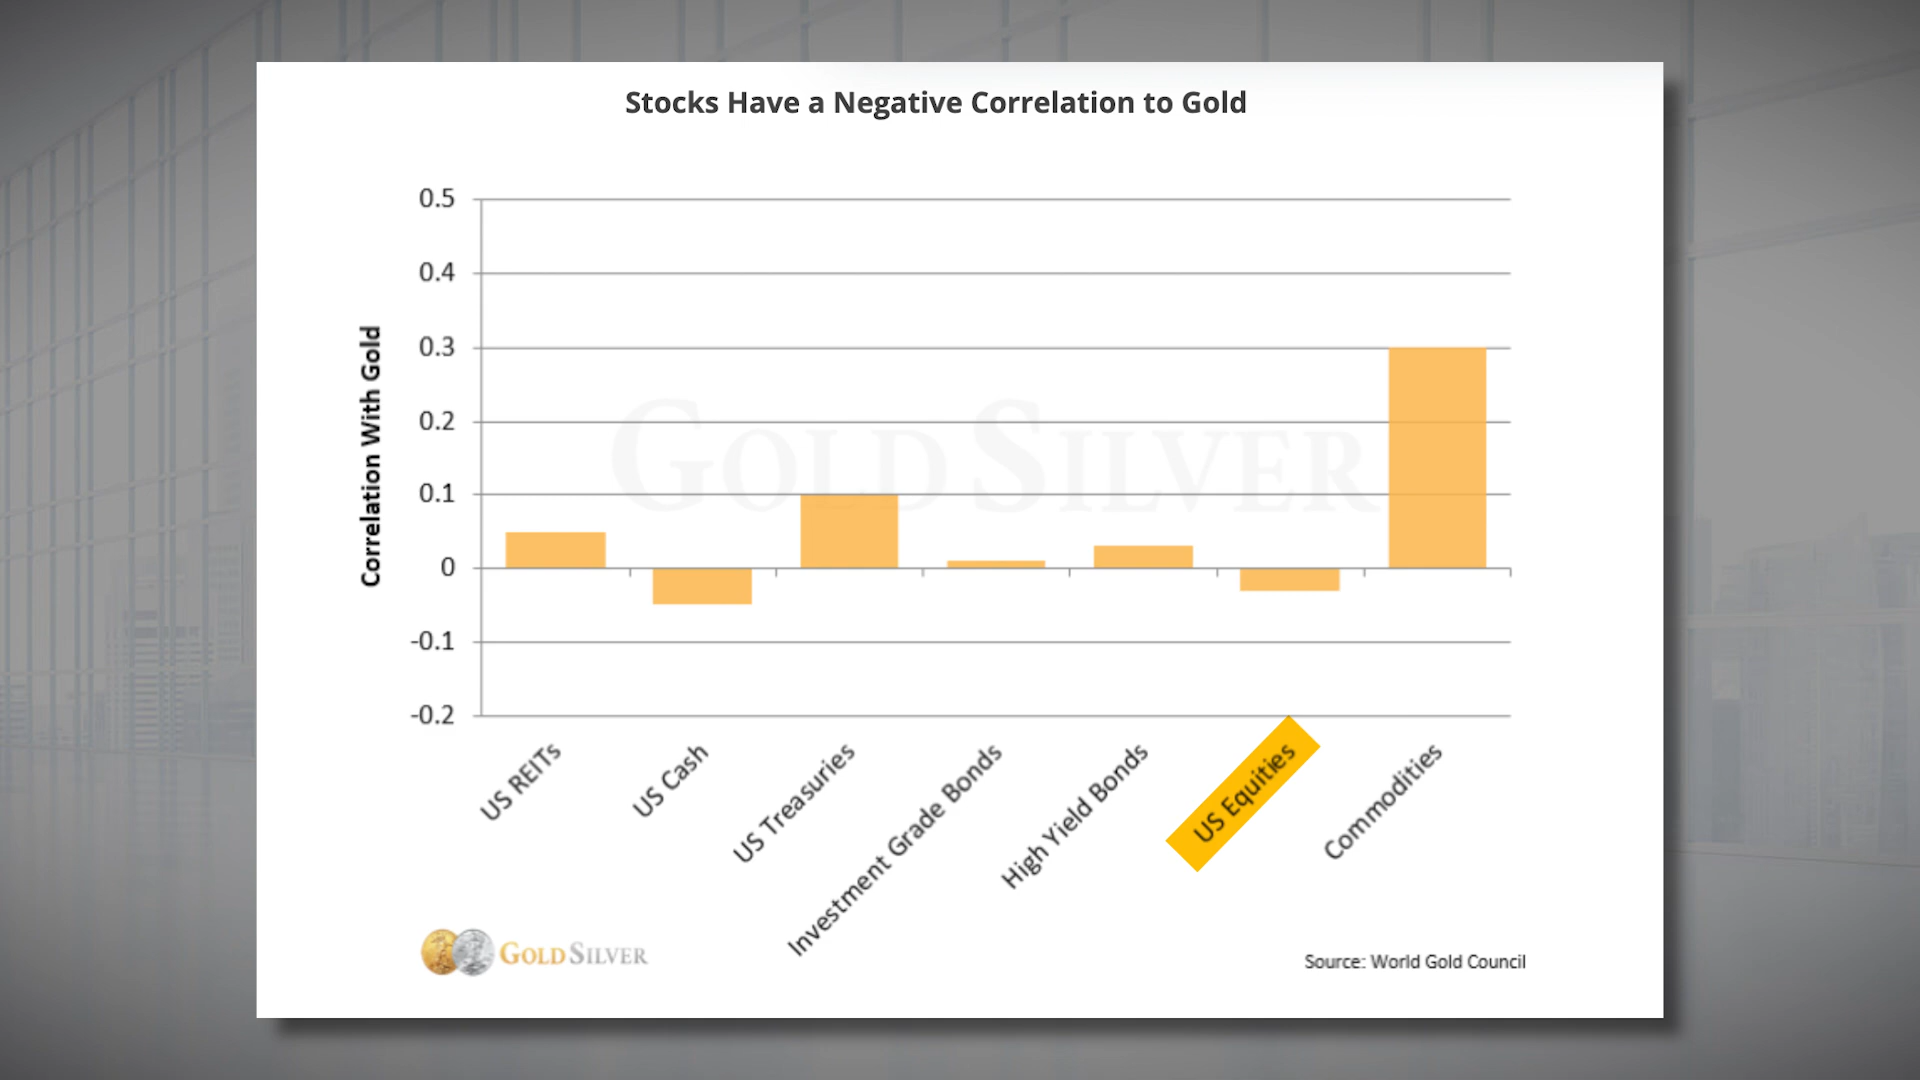 Stocks Have a Negative Correlation to Gold
Correlation With Gold
0.5
0.4
0.3
0.2
0.1
0
-0.1
-0.2
GOLDSILVER
US REITs
US Cash
US Treasuries
Investment Grade Bonds
High Yield Bonds
US Equities
Commodities
GOLDSILVER
Source: World Gold Council